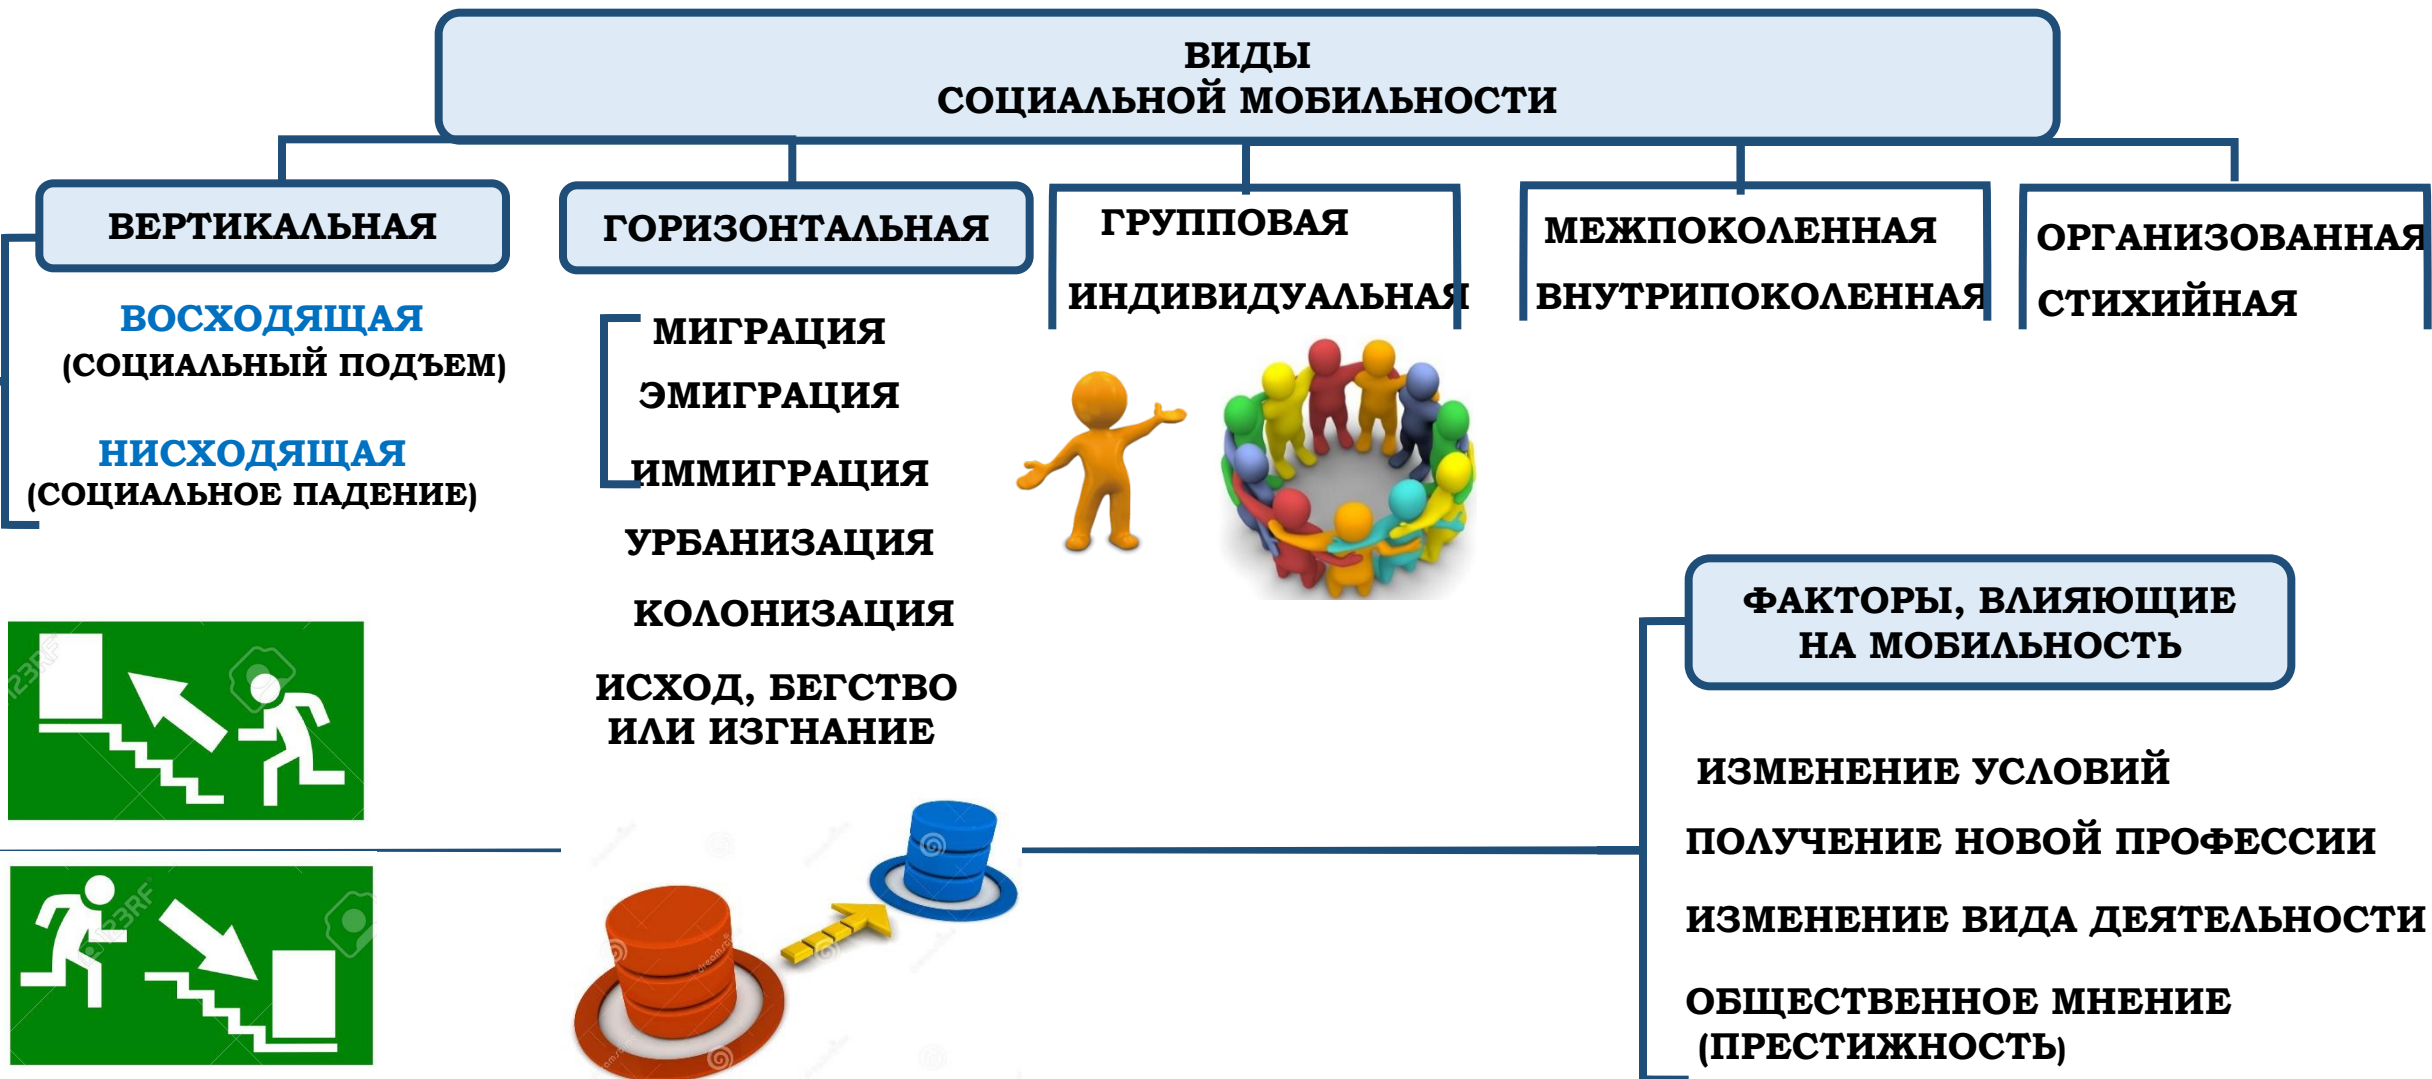 ВИДЫ
СОЦИАЛЬНОЙ МОБИЛЬНОСТИ
ВЕРТИКАЛЬНАЯ
ВОСХОДЯЩАЯ
(СОЦИАЛЬНЫЙ ПОДЪЕМ)
НИСХОДЯЩАЯ
(СОЦИАЛЬНОЕ ПАДЕНИЕ)
ГОРИЗОНТАЛЬНАЯ
МИГРАЦИЯ
ЭМИГРАЦИЯ
ИММИГРАЦИЯ
УРБАНИЗАЦИЯ
КОЛОНИЗАЦИЯ
ИСХОД, БЕГСТВО
ИЛИ ИЗГНАНИЕ
ГРУППОВАЯ
ИНДИВИДУАЛЬНАЯ
МЕЖПОКОЛЕННАЯ
ВНУТРИПОКОЛЕННАЯ
ОРГАНИЗОВАННАЯ
СТИХИЙНАЯ
ФАКТОРЫ, ВЛИЯЮЩИЕ
НА МОБИЛЬНОСТЬ
ИЗМЕНЕНИЕ УСЛОВИЙ
ПОЛУЧЕНИЕ НОВОЙ ПРОФЕССИИ
ИЗМЕНЕНИЕ ВИДА ДЕЯТЕЛЬНОСТИ
ОБЩЕСТВЕННОЕ МНЕНИЕ
(ПРЕСТИЖНОСТЬ)
123RF
123RF